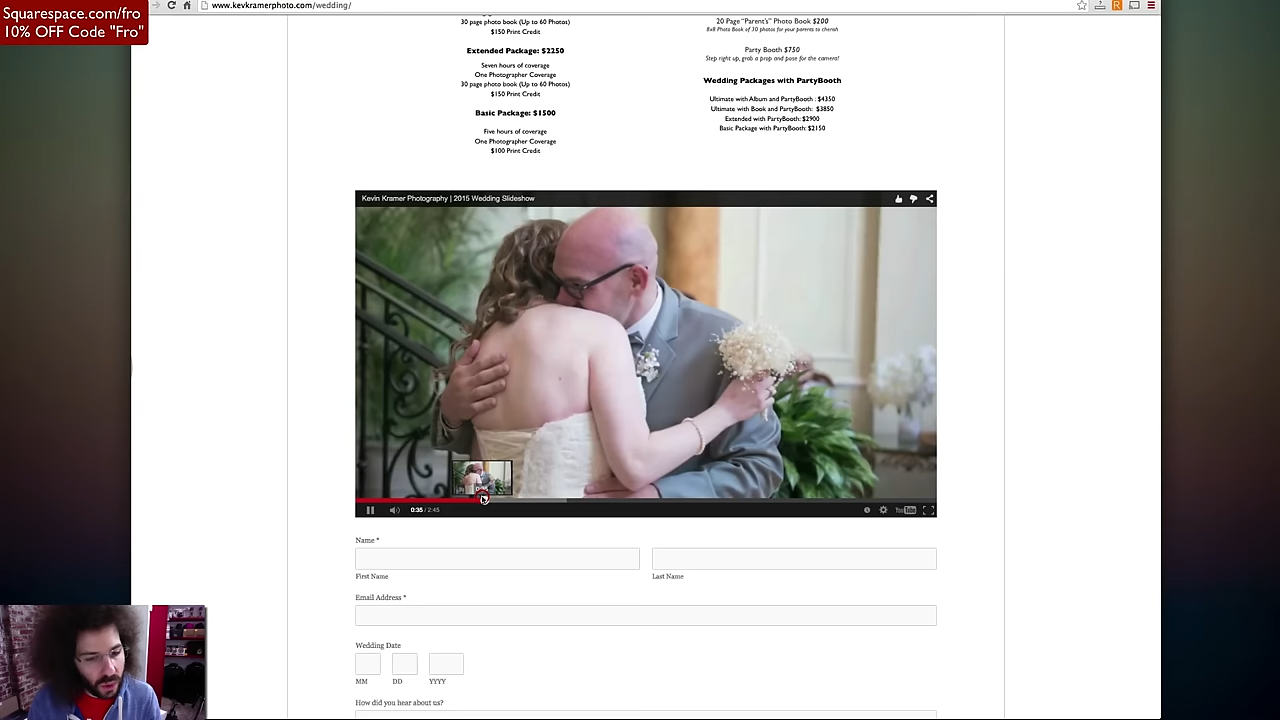 Squarespace.com/fro
10% OFF Code "Fro"
www.kevkramerphoto.com/wedding/
30 page photo book (Up to 60 Photos)
$150 Print Credit
Extended Package: $2250
Seven hours of coverage
One Photographer Coverage
30 page photo book (Up to 60 Photos)
$150 Print Credit
Basic Package: $1500
Five hours of coverage
One Photographer Coverage
$100 Print Credit
20 Page "Parent's" Photo Book $200
8x8 Photo Book of 30 photos for your parents to cherish
Party Booth $750
Step right up, grab a prop and pose for the camera!
Wedding Packages with PartyBooth
Ultimate with Album and PartyBooth : $4350
Ultimate with Book and PartyBooth: $3850
Extended with PartyBooth: $2900
Basic Package with PartyBooth: $2150
Kevin Kramer Photography | 2015 Wedding Slideshow
0:35 / 2:45
YouTube
Name *
First Name
Last Name
Email Address *
Wedding Date
MM
DD
YYYY
How did you hear about us?